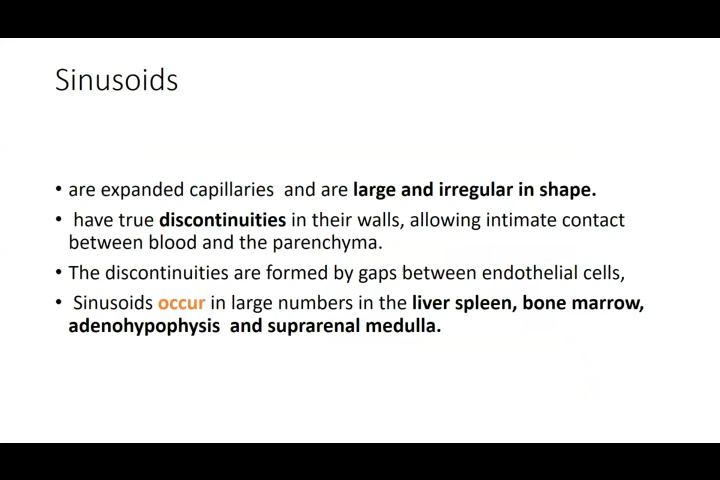 Sinusoids
• are expanded capillaries  and are large and irregular in shape.
•  have true discontinuities in their walls, allowing intimate contact
between blood and the parenchyma.
• The discontinuities are formed by gaps between endothelial cells,
•  Sinusoids occur in large numbers in the liver spleen, bone marrow,
adenohypophysis  and suprarenal medulla.